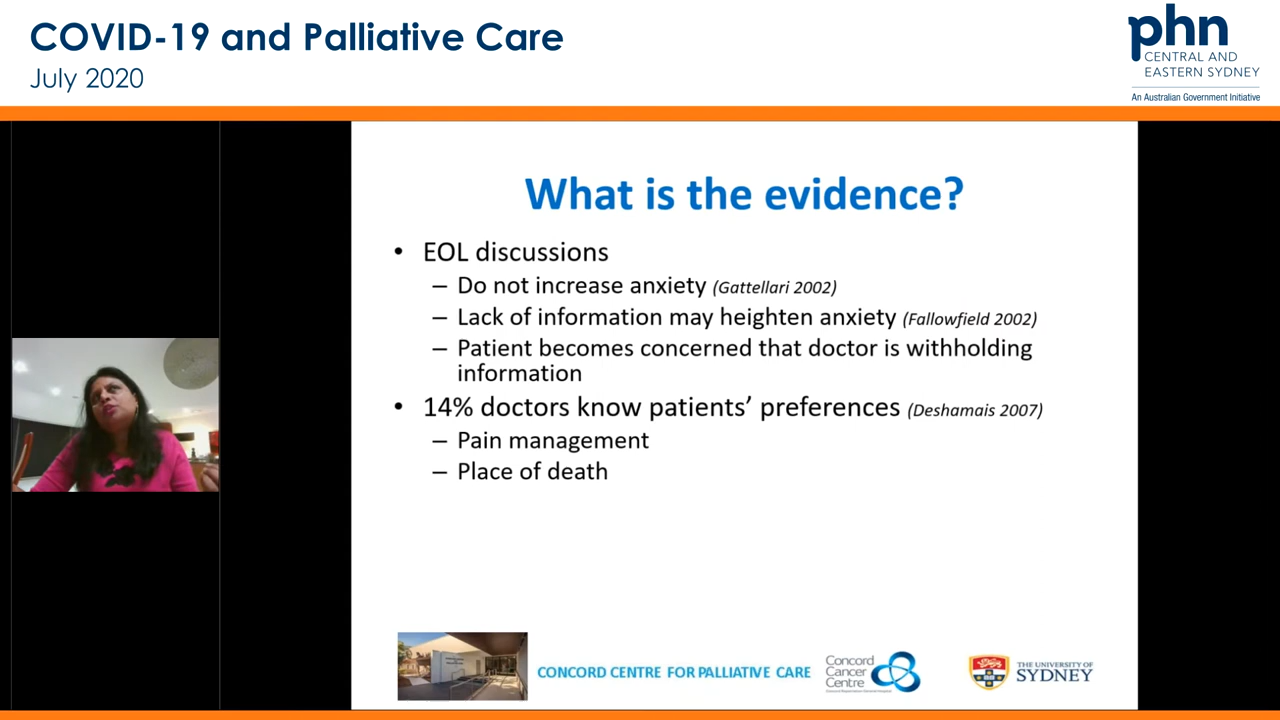 COVID-19 and Palliative Care
July 2020
phn
CENTRAL AND
EASTERN SYDNEY
An Australian Government Initiative
What is the evidence?
• EOL discussions
– Do not increase anxiety (Gattellari 2002)
– Lack of information may heighten anxiety (Fallowfield 2002)
– Patient becomes concerned that doctor is withholding
information
• 14% doctors know patients’ preferences (Deshamais 2007)
– Pain management
– Place of death
CONCORD CENTRE FOR PALLIATIVE CARE
Concord
Cancer
Centre
THE UNIVERSITY OF
SYDNEY